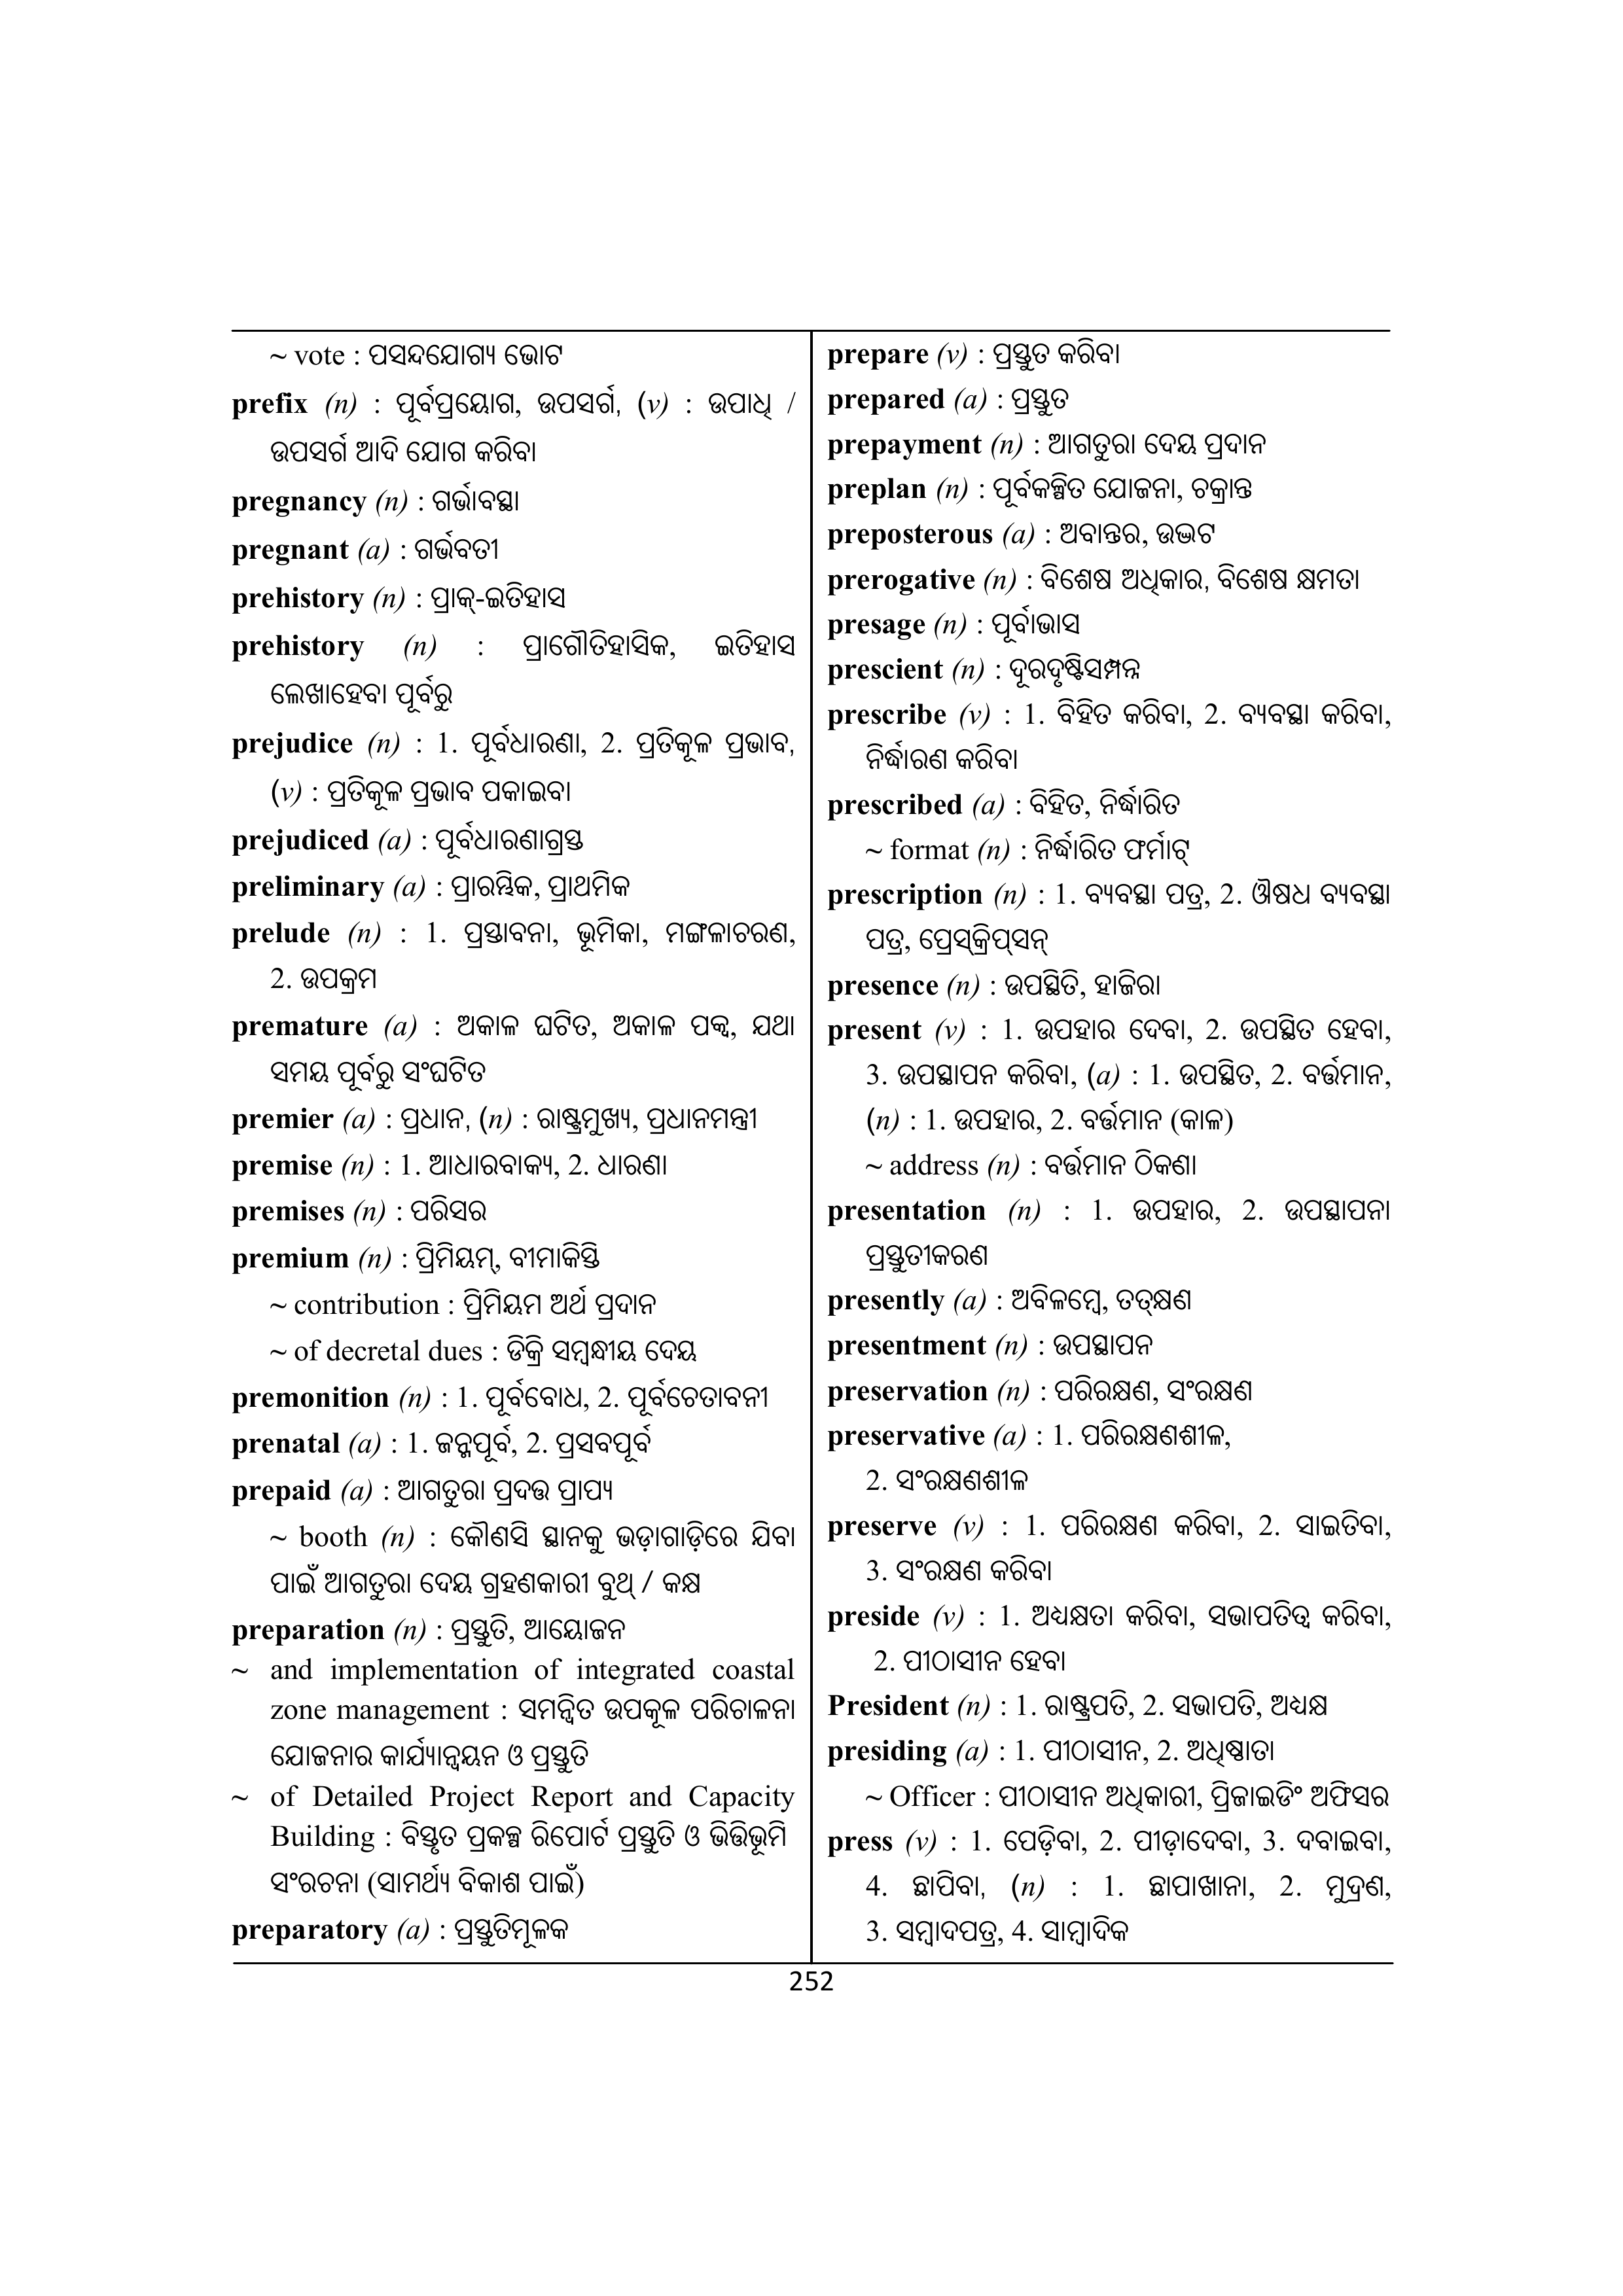 ~ vote : ପସନ୍ଦଯୋଗ୍ୟ ଭୋଟ
prefix (n) : ପୂର୍ବପ୍ରୟୋଗ, ଉପସର୍ଗ, (v) : ଉପାଧି /
ଉପସର୍ଗ ଆଦି ଯୋଗ କରିବା
pregnancy (n) : ଗର୍ଭାବସ୍ଥା
pregnant (a) : ଗର୍ଭବତୀ
prehistory (n) : ପ୍ରାକ୍-ଇତିହାସ
prehistory (n) : ପ୍ରାଗୌତିହାସିକ, ଇତିହାସ
ଲେଖାହେବା ପୂର୍ବରୁ
prejudice (n) : 1. ପୂର୍ବଧାରଣା, 2. ପ୍ରତିକୂଳ ପ୍ରଭାବ,
(v) : ପ୍ରତିକୂଳ ପ୍ରଭାବ ପକାଇବା
prejudiced (a) : ପୂର୍ବଧାରଣାଗ୍ରସ୍ତ
preliminary (a) : ପ୍ରାରମ୍ଭିକ, ପ୍ରାଥମିକ
prelude (n) : 1. ପ୍ରସ୍ତାବନା, ଭୂମିକା, ମଙ୍ଗଳାଚରଣ,
2. ଉପକ୍ରମ
premature (a) : ଅକାଳ ଘଟିତ, ଅକାଳ ପକ୍ୱ, ଯଥା
ସମୟ ପୂର୍ବରୁ ସଂଘଟିତ
premier (a) : ପ୍ରଧାନ, (n) : ରାଷ୍ଟ୍ରମୁଖ୍ୟ, ପ୍ରଧାନମନ୍ତ୍ରୀ
premise (n) : 1. ଆଧାରବାକ୍ୟ, 2. ଧାରଣା
premises (n) : ପରିସର
premium (n) : ପ୍ରିମିୟମ୍, ବୀମାକିସ୍ତି
~ contribution : ପ୍ରିମିୟମ ଅର୍ଥ ପ୍ରଦାନ
~ of decretal dues : ଡିକ୍ରି ସମ୍ବନ୍ଧୀୟ ଦେୟ
premonition (n) : 1. ପୂର୍ବବୋଧ, 2. ପୂର୍ବଚେତାବନୀ
prenatal (a) : 1. ଜନ୍ମପୂର୍ବ, 2. ପ୍ରସବପୂର୍ବ
prepaid (a) : ଆଗତୁରା ପ୍ରଦତ୍ତ ପ୍ରାପ୍ୟ
~ booth (n) : କୌଣସି ସ୍ଥାନକୁ ଭଡ଼ାଗାଡ଼ିରେ ଯିବା
ପାଇଁ ଆଗତୁରା ଦେୟ ଗ୍ରହଣକାରୀ ବୁଥ୍ / କକ୍ଷ
preparation (n) : ପ୍ରସ୍ତୁତି, ଆୟୋଜନ
~ and implementation of integrated coastal
zone management : ସମନ୍ୱିତ ଉପକୂଳ ପରିଚାଳନା
ଯୋଜନାର କାର୍ଯ୍ୟାନ୍ୱୟନ ଓ ପ୍ରସ୍ତୁତି
~ of Detailed Project Report and Capacity
Building : ବିସ୍ତୃତ ପ୍ରକଳ୍ପ ରିପୋର୍ଟ ପ୍ରସ୍ତୁତି ଓ ଭିତ୍ତିଭୂମି
ସଂରଚନା (ସାମର୍ଥ୍ୟ ବିକାଶ ପାଇଁ)
preparatory (a) : ପ୍ରସ୍ତୁତିମୂଳକ
prepare (v) : ପ୍ରସ୍ତୁତ କରିବା
prepared (a) : ପ୍ରସ୍ତୁତ
prepayment (n) : ଆଗତୁରା ଦେୟ ପ୍ରଦାନ
preplan (n) : ପୂର୍ବକଳ୍ପିତ ଯୋଜନା, ଚକ୍ରାନ୍ତ
preposterous (a) : ଅବାନ୍ତର, ଉଦ୍ଭଟ
prerogative (n) : ବିଶେଷ ଅଧିକାର, ବିଶେଷ କ୍ଷମତା
presage (n) : ପୂର୍ବାଭାସ
prescient (n) : ଦୂରଦୃଷ୍ଟିସମ୍ପନ୍ନ
prescribe (v) : 1. ବିହିତ କରିବା, 2. ବ୍ୟବସ୍ଥା କରିବା,
ନିର୍ଦ୍ଧାରଣ କରିବା
prescribed (a) : ବିହିତ, ନିର୍ଦ୍ଧାରିତ
~ format (n) : ନିର୍ଦ୍ଧାରିତ ଫର୍ମାଟ୍
prescription (n) : 1. ବ୍ୟବସ୍ଥା ପତ୍ର, 2. ଔଷଧ ବ୍ୟବସ୍ଥା
ପତ୍ର, ପ୍ରେସ୍‌କ୍ରିପ୍‌ସନ୍
presence (n) : ଉପସ୍ଥିତି, ହାଜିରା
present (v) : 1. ଉପହାର ଦେବା, 2. ଉପସ୍ଥିତ ହେବା,
3. ଉପସ୍ଥାପନ କରିବା, (a) : 1. ଉପସ୍ଥିତ, 2. ବର୍ତ୍ତମାନ,
(n) : 1. ଉପହାର, 2. ବର୍ତ୍ତମାନ (କାଳ)
~ address (n) : ବର୍ତ୍ତମାନ ଠିକଣା
presentation (n) : 1. ଉପହାର, 2. ଉପସ୍ଥାପନା
ପ୍ରସ୍ତୁତୀକରଣ
presently (a) : ଅବିଳମ୍ବେ, ତତ୍‌କ୍ଷଣ
presentment (n) : ଉପସ୍ଥାପନ
preservation (n) : ପରିରକ୍ଷଣ, ସଂରକ୍ଷଣ
preservative (a) : 1. ପରିରକ୍ଷଣଶୀଳ,
2. ସଂରକ୍ଷଣଶୀଳ
preserve (v) : 1. ପରିରକ୍ଷଣ କରିବା, 2. ସାଇତିବା,
3. ସଂରକ୍ଷଣ କରିବା
preside (v) : 1. ଅଧ୍ୟକ୍ଷତା କରିବା, ସଭାପତିତ୍ୱ କରିବା,
2. ପୀଠାସୀନ ହେବା
President (n) : 1. ରାଷ୍ଟ୍ରପତି, 2. ସଭାପତି, ଅଧ୍ୟକ୍ଷ
presiding (a) : 1. ପୀଠାସୀନ, 2. ଅଧିଷ୍ଠାତା
~ Officer : ପୀଠାସୀନ ଅଧିକାରୀ, ପ୍ରିଜାଇଡିଂ ଅଫିସର
press (v) : 1. ପେଡ଼ିବା, 2. ପୀଡ଼ାଦେବା, 3. ଦବାଇବା,
4. ଛାପିବା, (n) : 1. ଛାପାଖାନା, 2. ମୁଦ୍ରଣ,
3. ସମ୍ବାଦପତ୍ର, 4. ସାମ୍ବାଦିକ
252